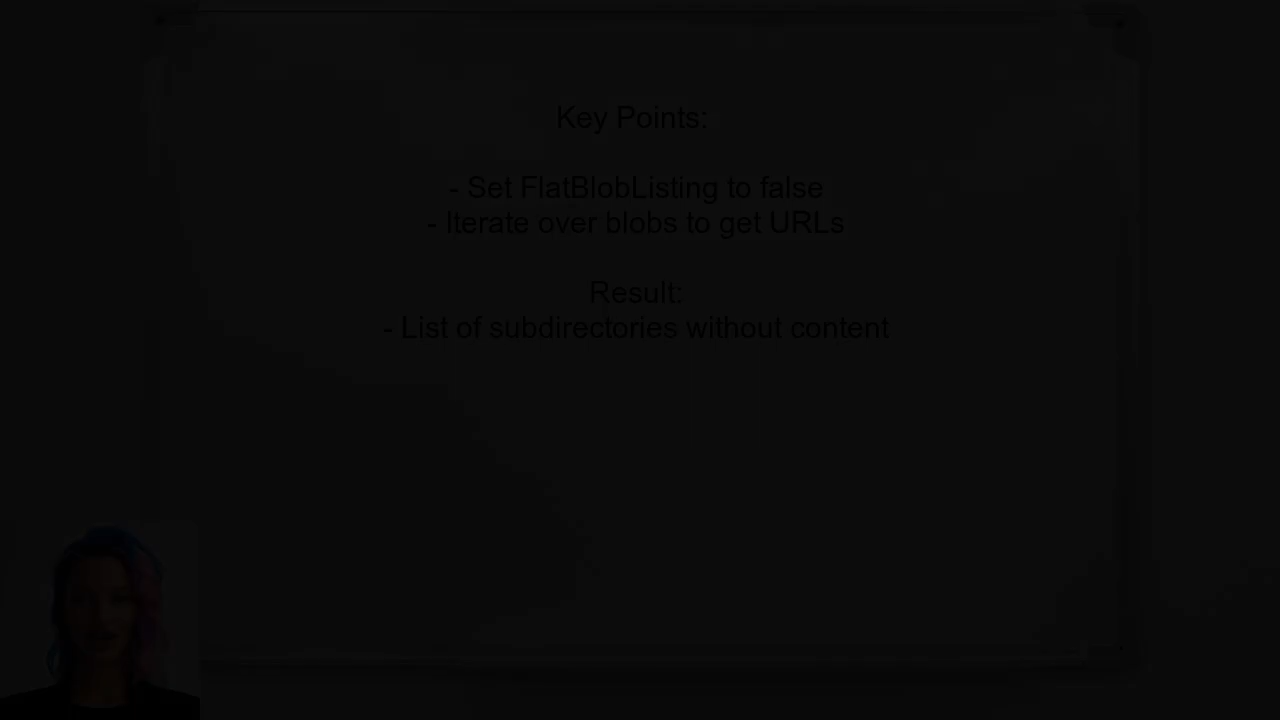 Key Points:
- Set FlatBlobListing to false
- Iterate over blobs to get URLs
Result:
- List of subdirectories without content